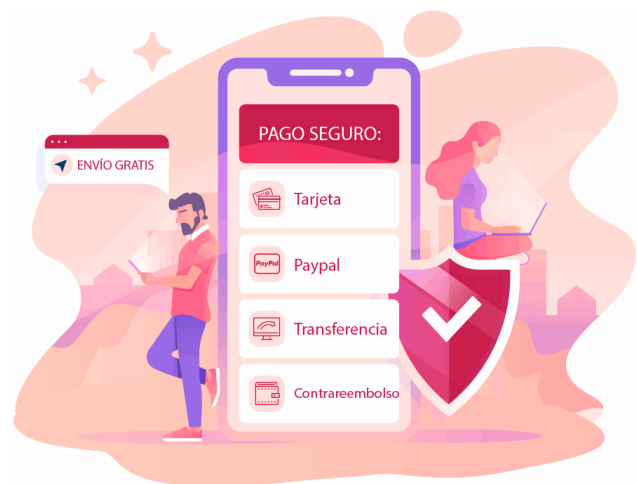 PAGO SEGURO:
ENVÍO GRATIS
Tarjeta
PayPal
Paypal
Transferencia
Contrareembolso